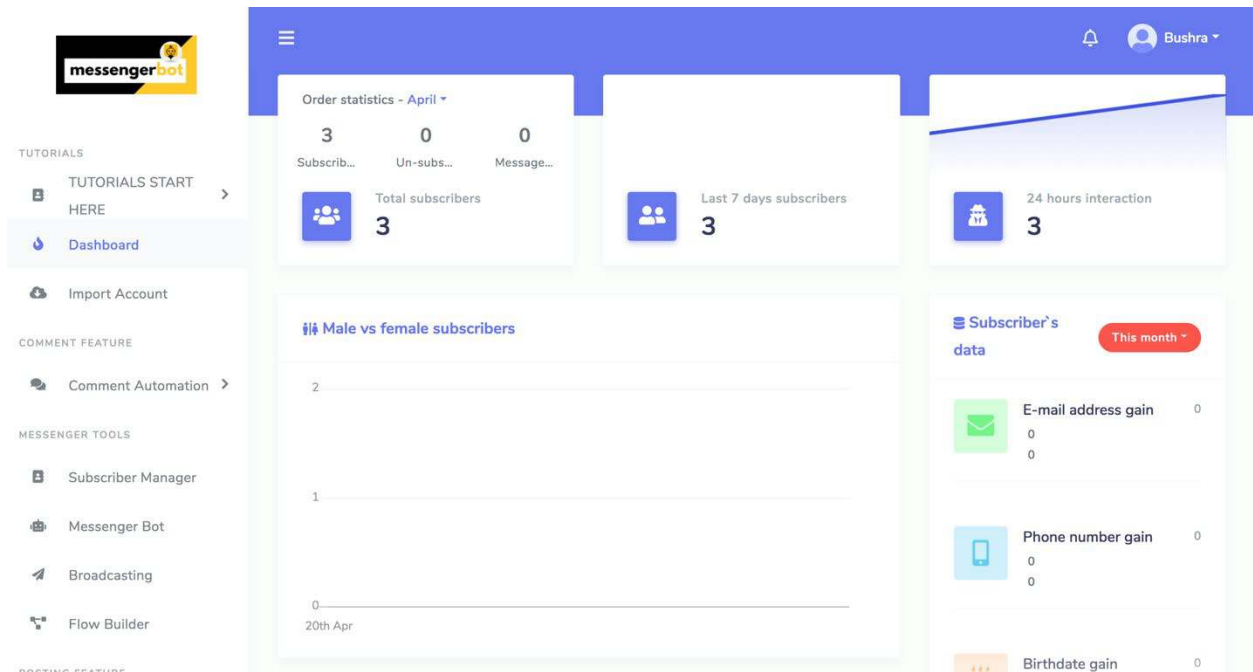 messengerbot
TUTORIALS
TUTORIALS START
HERE
Dashboard
Import Account
COMMENT FEATURE
Comment Automation
MESSENGER TOOLS
Subscriber Manager
Messenger Bot
Broadcasting
Flow Builder
POSTING FEATURE
Bushra
Order statistics - April
3 0 0
Subscrib... Un-subs... Message...
Total subscribers
3
Last 7 days subscribers
3
24 hours interaction
3
Male vs female subscribers
2
1
0
20th Apr
Subscriber`s
data
This month
E-mail address gain 0
0
0
Phone number gain 0
0
0
Birthdate gain 0